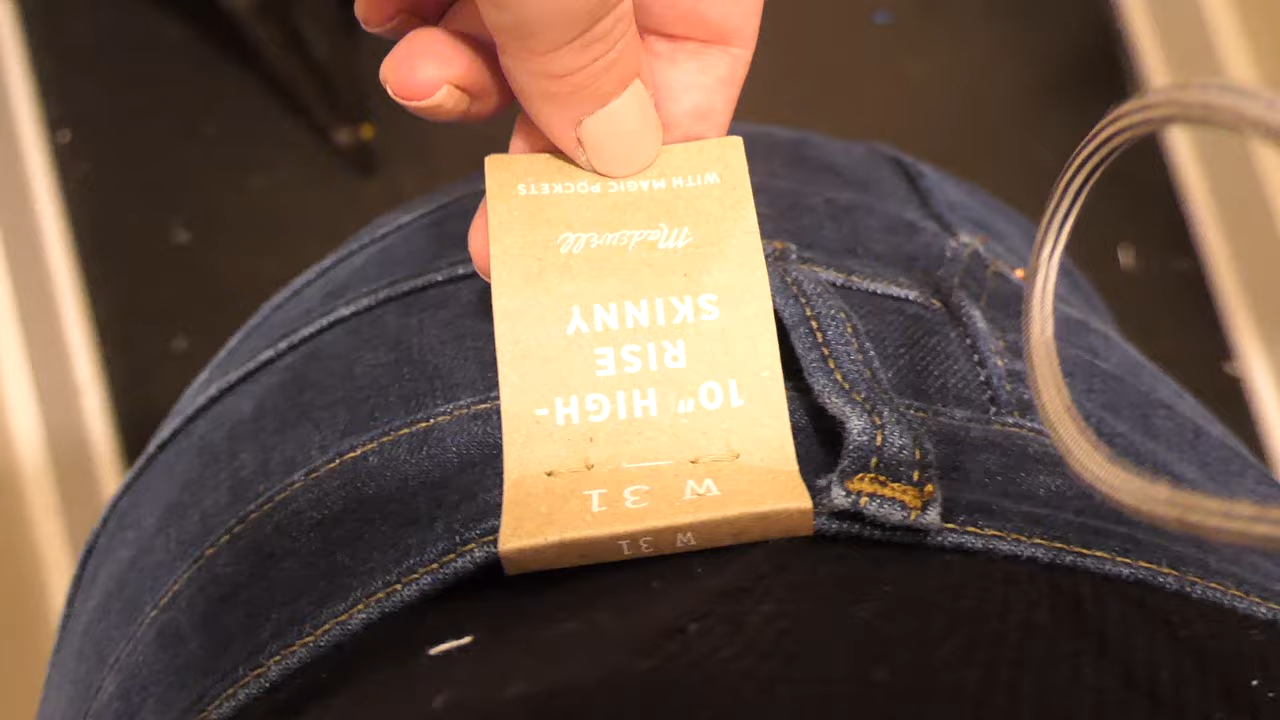 W 31
W 31
10" HIGH-
RISE
SKINNY
Madewell
WITH MAGIC POCKETS